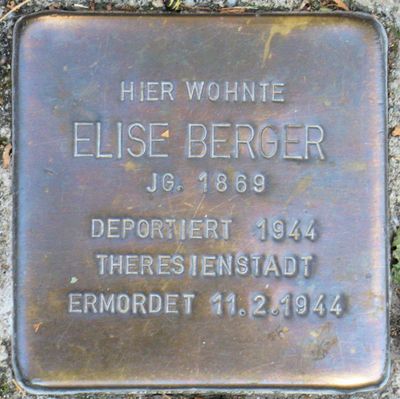 HIER WOHNTE
ELISE BERGER
JG. 1869
DEPORTIERT 1944
THERESIENSTADT
ERMORDET 11.2.1944